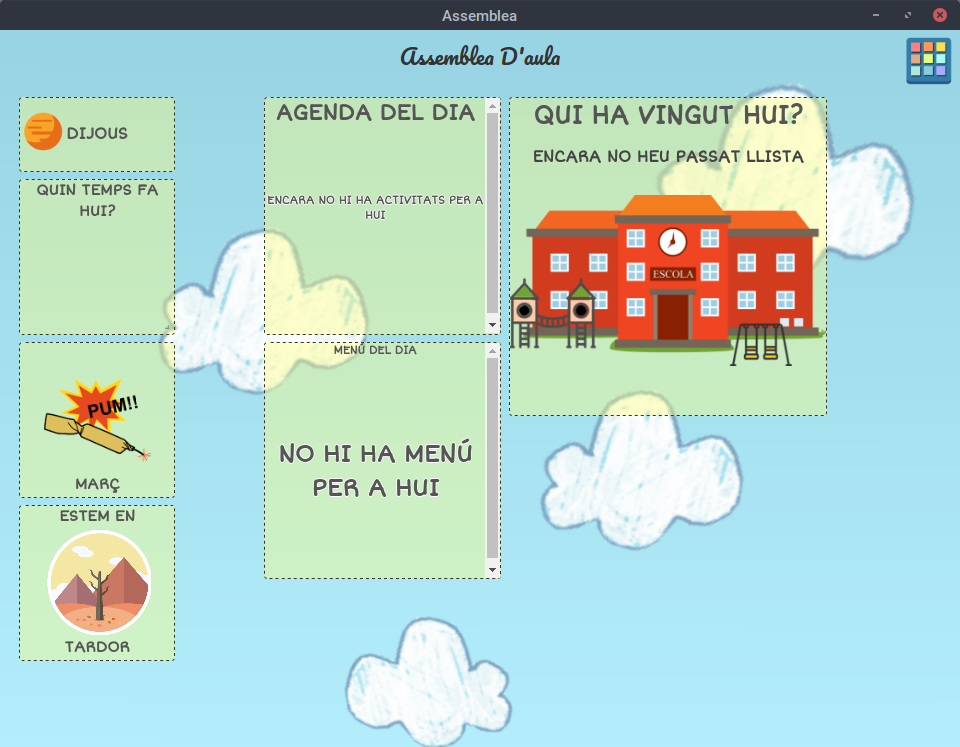 Assemblea
Assemblea D'aula
DIJOUS
QUIN TEMPS FA
HUI?
PUM!!
MARÇ
ESTEM EN
TARDOR
AGENDA DEL DIA
ENCARA NO HI HA ACTIVITATS PER A
HUI
MENÚ DEL DIA
NO HI HA MENÚ
PER A HUI
QUI HA VINGUT HUI?
ENCARA NO HEU PASSAT LLISTA
ESCOLA